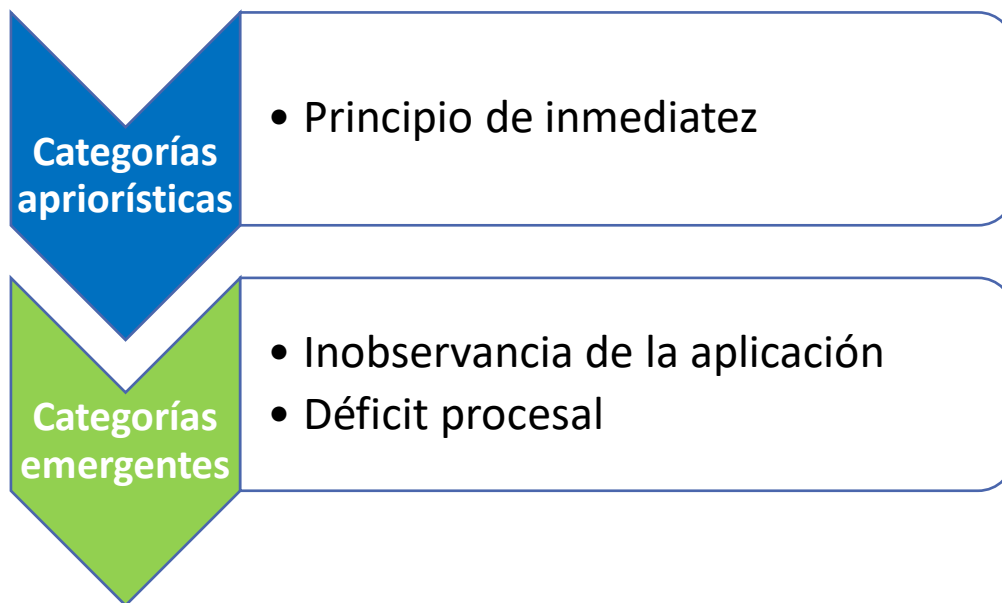 Categorías
apriorísticas
• Principio de inmediatez
Categorías
emergentes
• Inobservancia de la aplicación
• Déficit procesal